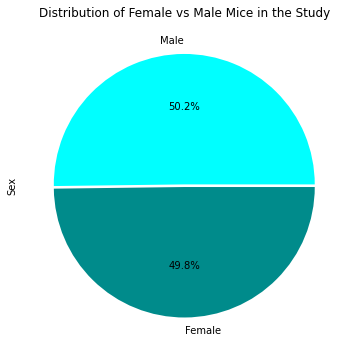 Distribution of Female vs Male Mice in the Study
Male
50.2%
Sex
49.8%
Female